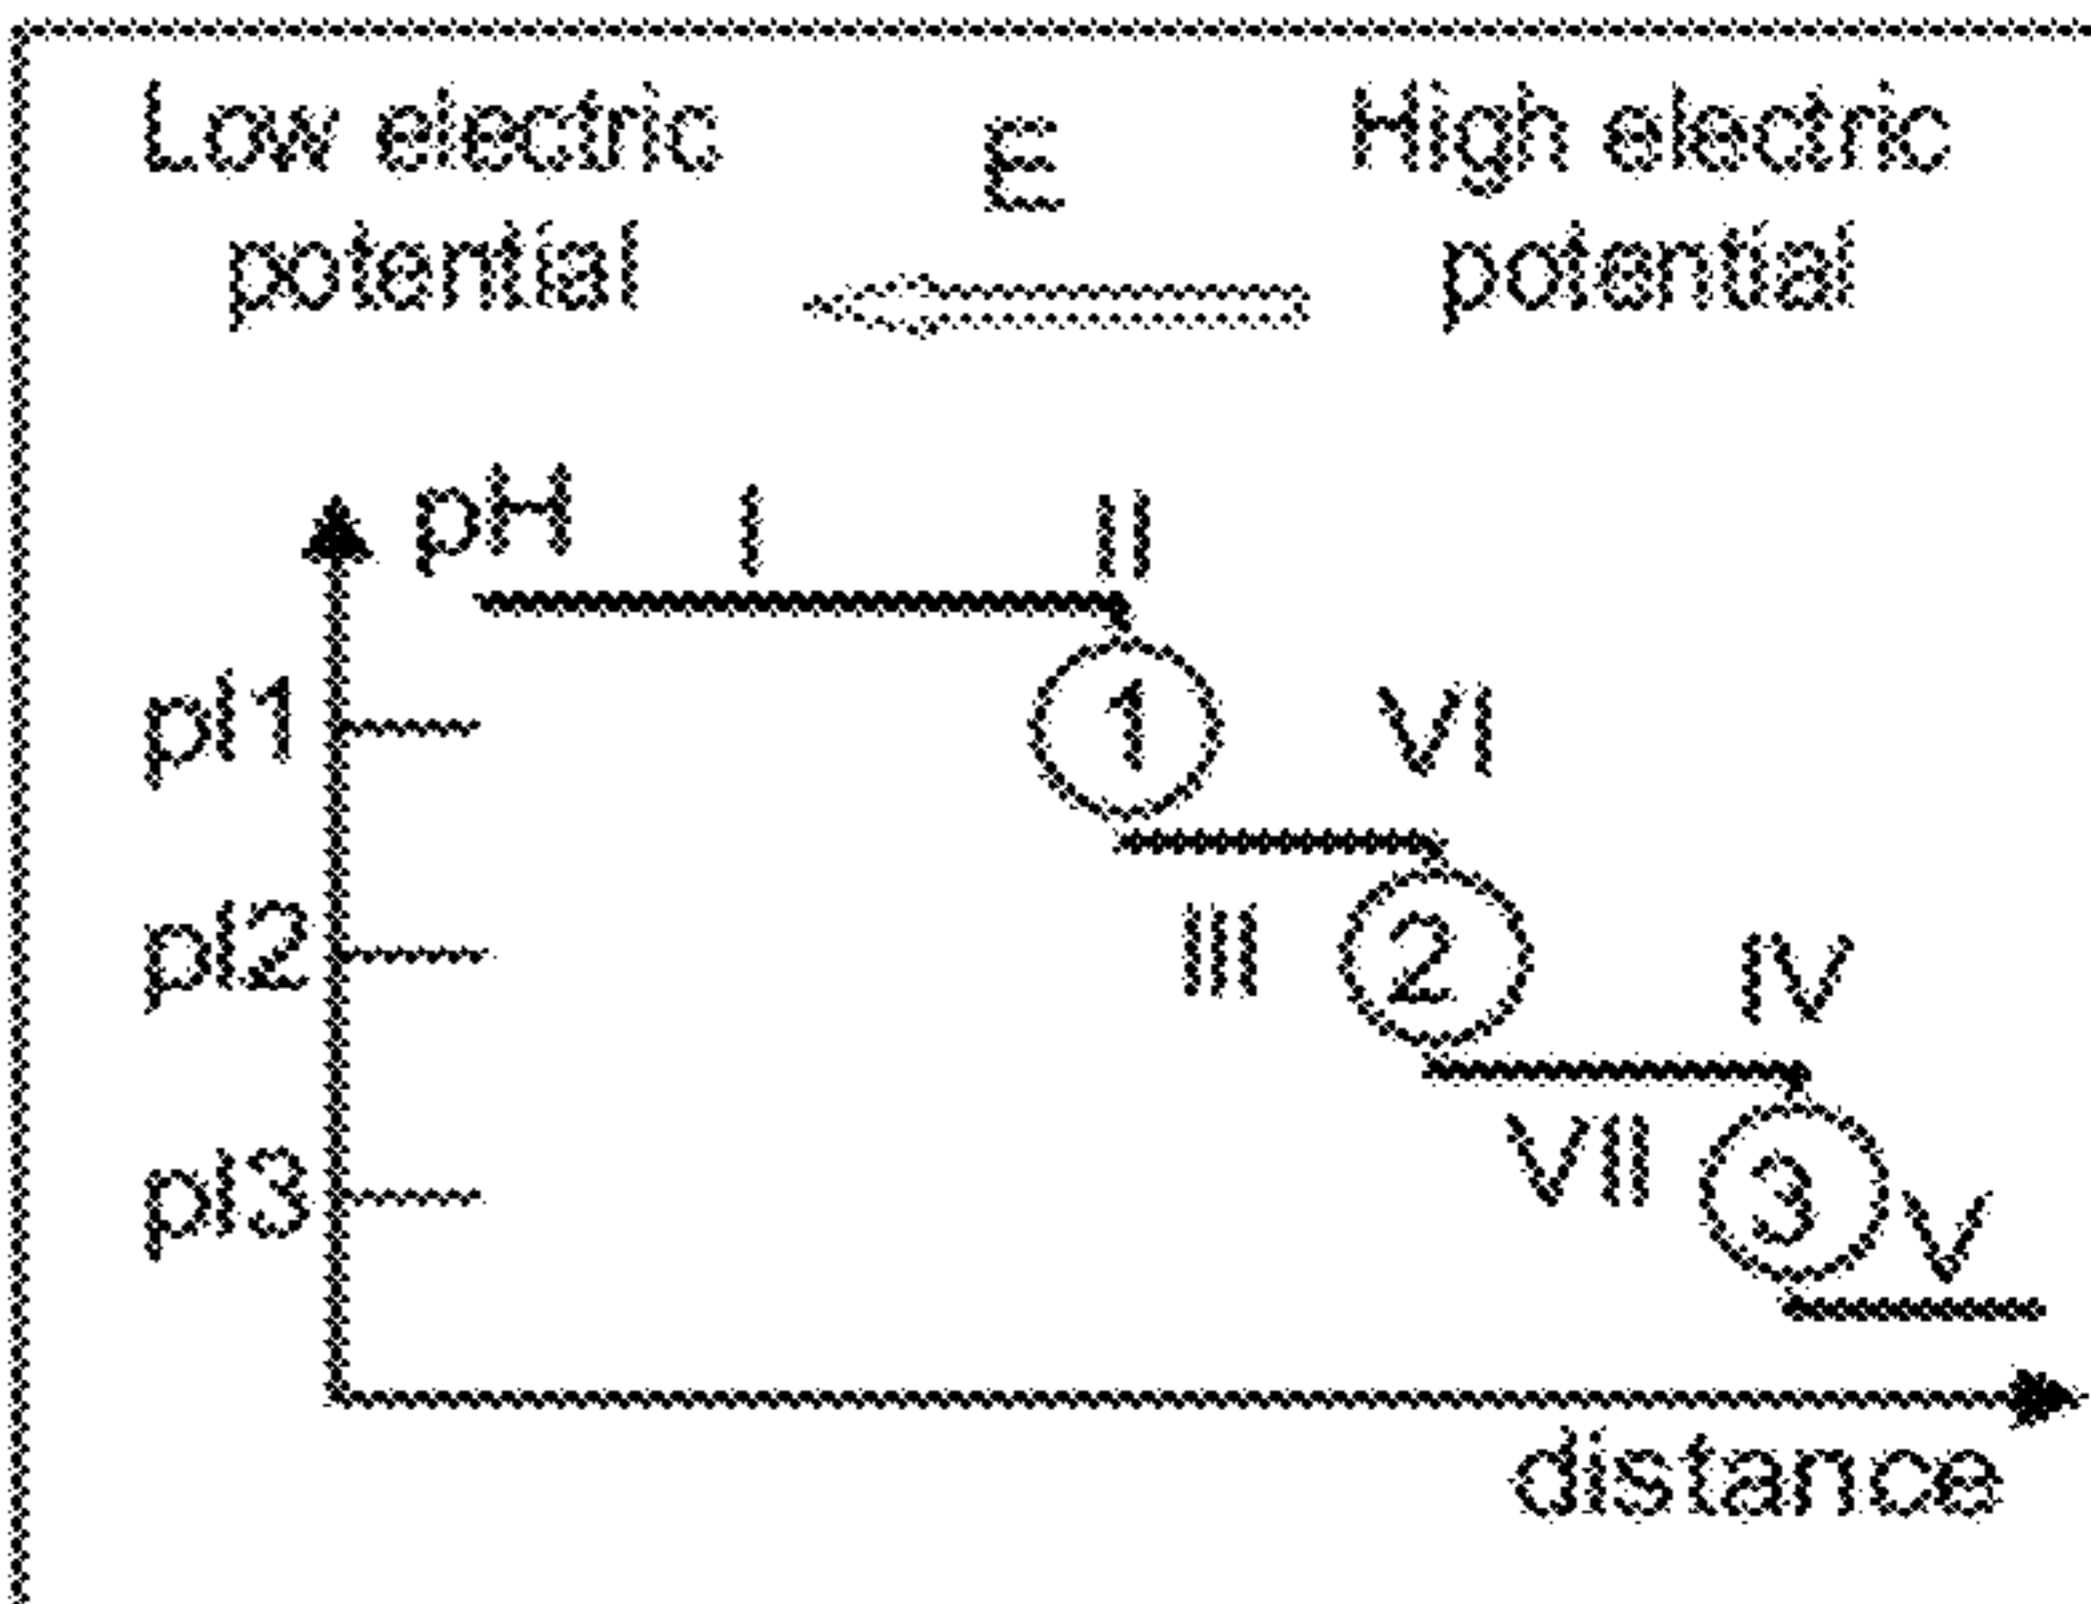 Low electric
potential
E
High electric
potential
pH
I
II
pI1
1
VI
pI2
III
2
IV
pI3
VII
3
V
distance